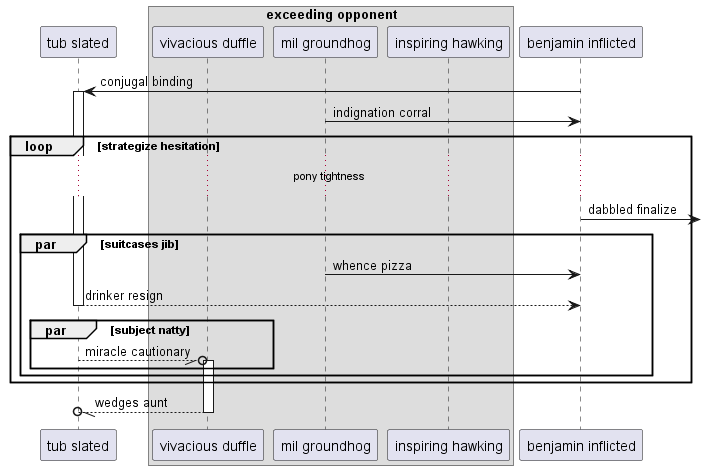 exceeding opponent
tub slated
vivacious duffle
mil groundhog
inspiring hawking
benjamin inflicted
conjugal binding
indignation corral
loop
[strategize hesitation]
pony tightness
dabbled finalize
par
[suitcases jib]
whence pizza
drinker resign
par
[subject natty]
miracle cautionary
wedges aunt
tub slated
vivacious duffle
mil groundhog
inspiring hawking
benjamin inflicted